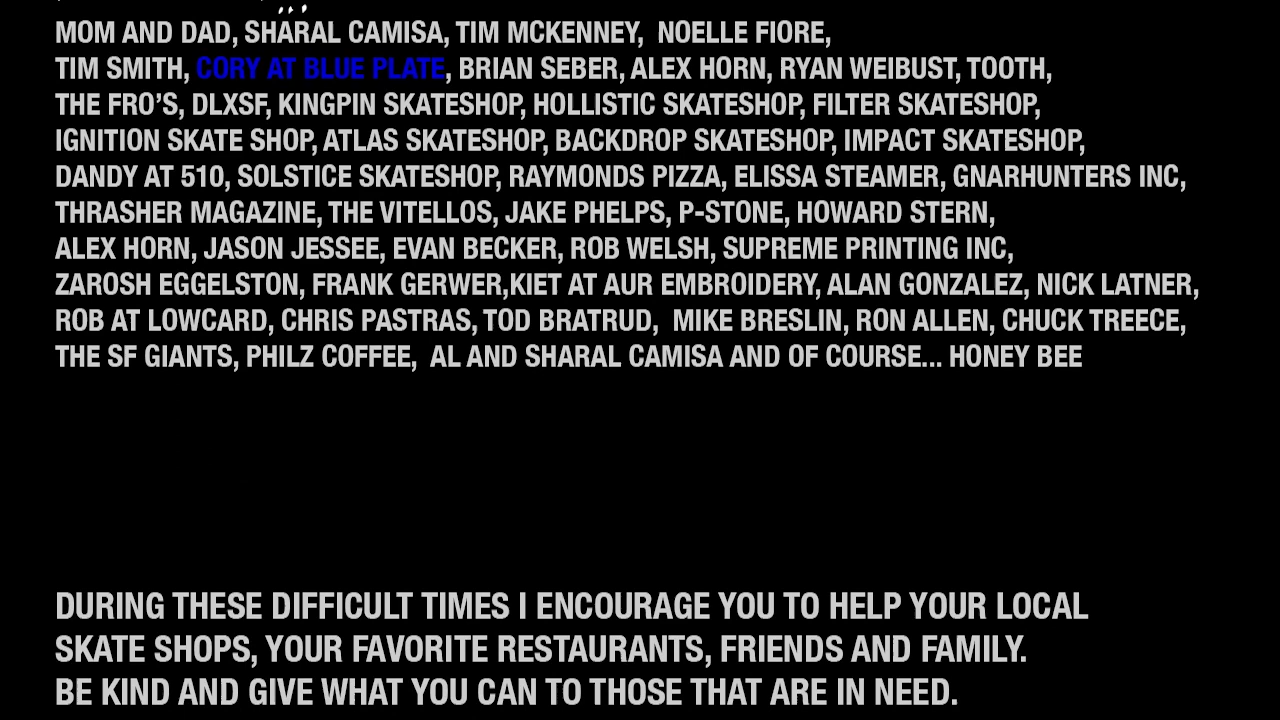 MOM AND DAD, SHARAL CAMISA, TIM MCKENNEY,  NOELLE FIORE,
TIM SMITH, CORY AT BLUE PLATE, BRIAN SEBER, ALEX HORN, RYAN WEIBUST, TOOTH,
THE FRO'S, DLXSF, KINGPIN SKATESHOP, HOLLISTIC SKATESHOP, FILTER SKATESHOP,
IGNITION SKATE SHOP, ATLAS SKATESHOP, BACKDROP SKATESHOP, IMPACT SKATESHOP,
DANDY AT 510, SOLSTICE SKATESHOP, RAYMONDS PIZZA, ELISSA STEAMER, GNARHUNTERS INC,
THRASHER MAGAZINE, THE VITELLOS, JAKE PHELPS, P-STONE, HOWARD STERN,
ALEX HORN, JASON JESSEE, EVAN BECKER, ROB WELSH, SUPREME PRINTING INC,
ZAROSH EGGELSTON, FRANK GERWER,KIET AT AUR EMBROIDERY, ALAN GONZALEZ, NICK LATNER,
ROB AT LOWCARD, CHRIS PASTRAS, TOD BRATRUD,  MIKE BRESLIN, RON ALLEN, CHUCK TREECE,
THE SF GIANTS, PHILZ COFFEE,  AL AND SHARAL CAMISA AND OF COURSE... HONEY BEE
DURING THESE DIFFICULT TIMES I ENCOURAGE YOU TO HELP YOUR LOCAL
SKATE SHOPS, YOUR FAVORITE RESTAURANTS, FRIENDS AND FAMILY.
BE KIND AND GIVE WHAT YOU CAN TO THOSE THAT ARE IN NEED.